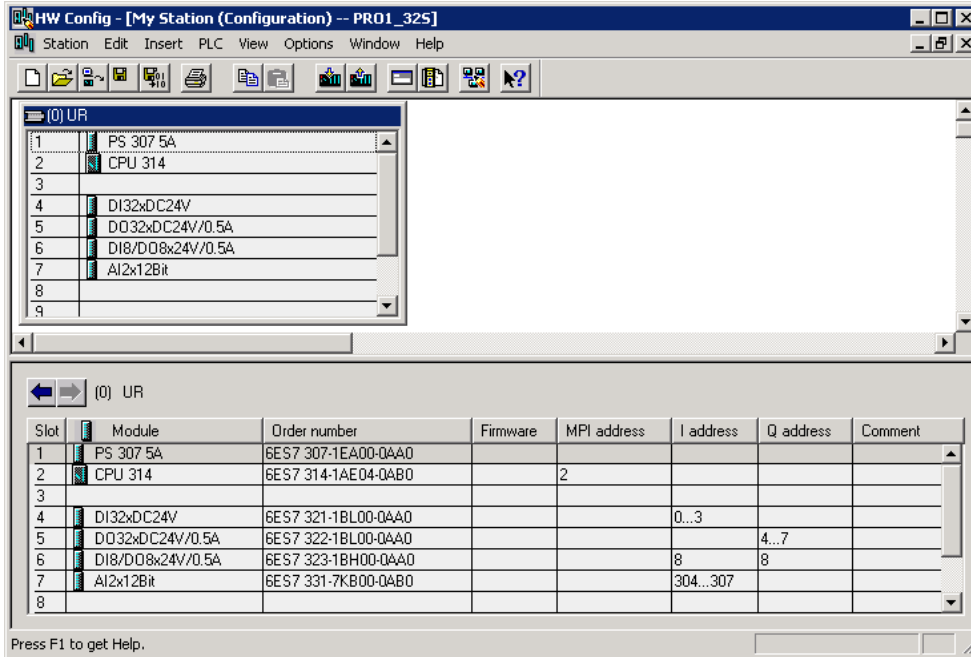 HW Config - [My Station (Configuration) -- PRO1_32S]
Station Edit Insert PLC View Options Window Help
(0) UR
1 PS 307 5A
2 CPU 314
3
4 DI32xDC24V
5 DO32xDC24V/0.5A
6 DI8/DO8x24V/0.5A
7 AI2x12Bit
8
9
(0) UR
Slot Module Order number Firmware MPI address I address Q address Comment
1 PS 307 5A 6ES7 307-1EA00-0AA0
2 CPU 314 6ES7 314-1AE04-0AB0 2
3
4 DI32xDC24V 6ES7 321-1BL00-0AA0 0...3
5 DO32xDC24V/0.5A 6ES7 322-1BL00-0AA0 4...7
6 DI8/DO8x24V/0.5A 6ES7 323-1BH00-0AA0 8 8
7 AI2x12Bit 6ES7 331-7KB00-0AB0 304...307
8
Press F1 to get Help.